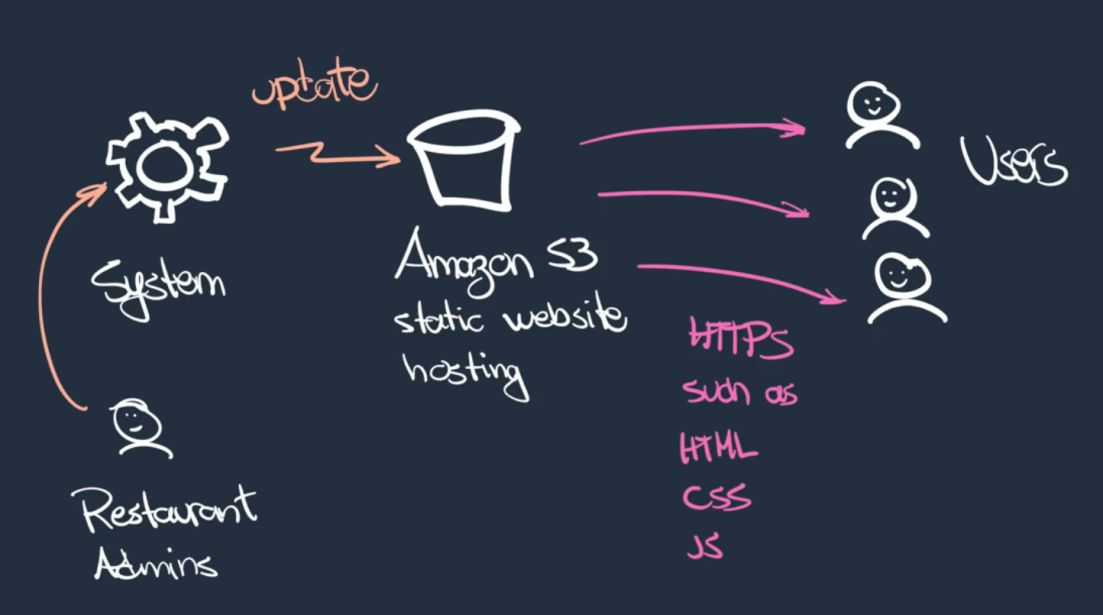 update
Users
System
Amazon S3
static website
hosting
HTTPS
such as
HTML
CSS
JS
Restaurant
Admins